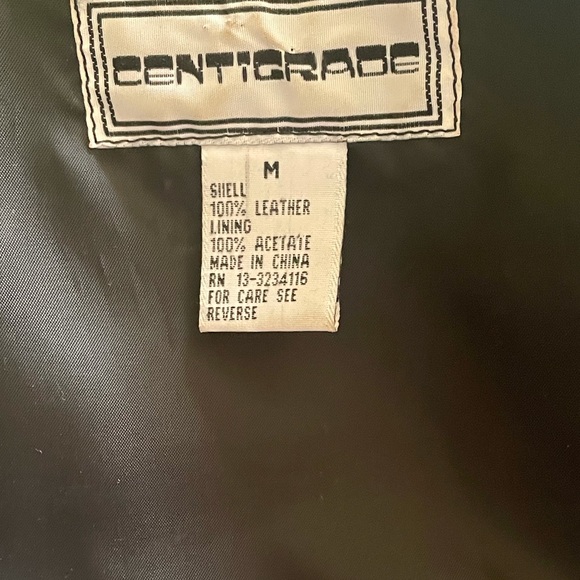 CENTIGRADE
M
SHELL
100% LEATHER
LINING
100% ACETATE
MADE IN CHINA
RN 13-3234116
FOR CARE SEE
REVERSE